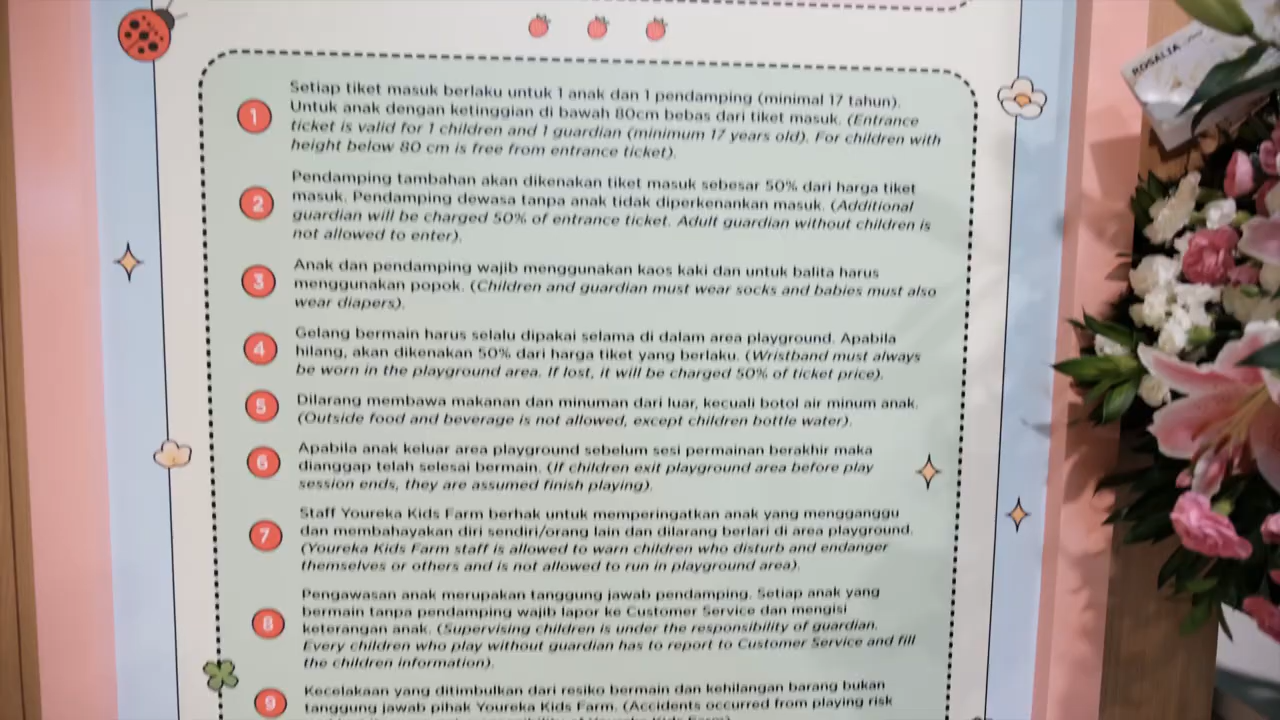 ROSALIA
1
Setiap tiket masuk berlaku untuk 1 anak dan 1 pendamping (minimal 17 tahun).
Untuk anak dengan ketinggian di bawah 80cm bebas dari tiket masuk. (Entrance
ticket is valid for 1 children and 1 guardian (minimum 17 years old). For children with
height below 80 cm is free from entrance ticket).
2
Pendamping tambahan akan dikenakan tiket masuk sebesar 50% dari harga tiket
masuk. Pendamping dewasa tanpa anak tidak diperkenankan masuk. (Additional
guardian will be charged 50% of entrance ticket. Adult guardian without children is
not allowed to enter).
3
Anak dan pendamping wajib menggunakan kaos kaki dan untuk balita harus
menggunakan popok. (Children and guardian must wear socks and babies must also
wear diapers).
4
Gelang bermain harus selalu dipakai selama di dalam area playground. Apabila
hilang, akan dikenakan 50% dari harga tiket yang berlaku. (Wristband must always
be worn in the playground area. If lost, it will be charged 50% of ticket price).
5
Dilarang membawa makanan dan minuman dari luar, kecuali botol air minum anak.
(Outside food and beverage is not allowed, except children bottle water).
6
Apabila anak keluar area playground sebelum sesi permainan berakhir maka
dianggap telah selesai bermain. (If children exit playground area before play
session ends, they are assumed finish playing).
7
Staff Youreka Kids Farm berhak untuk memperingatkan anak yang mengganggu
dan membahayakan diri sendiri/orang lain dan dilarang berlari di area playground.
(Youreka Kids Farm staff is allowed to warn children who disturb and endanger
themselves or others and is not allowed to run in playground area).
8
Pengawasan anak merupakan tanggung jawab pendamping. Setiap anak yang
bermain tanpa pendamping wajib lapor ke Customer Service dan mengisi
keterangan anak. (Supervising children is under the responsibility of guardian.
Every children who play without guardian has to report to Customer Service and fill
the children information).
9
Kecelakaan yang ditimbulkan dari resiko bermain dan kehilangan barang bukan
tanggung jawab pihak Youreka Kids Farm. (Accidents occurred from playing risk